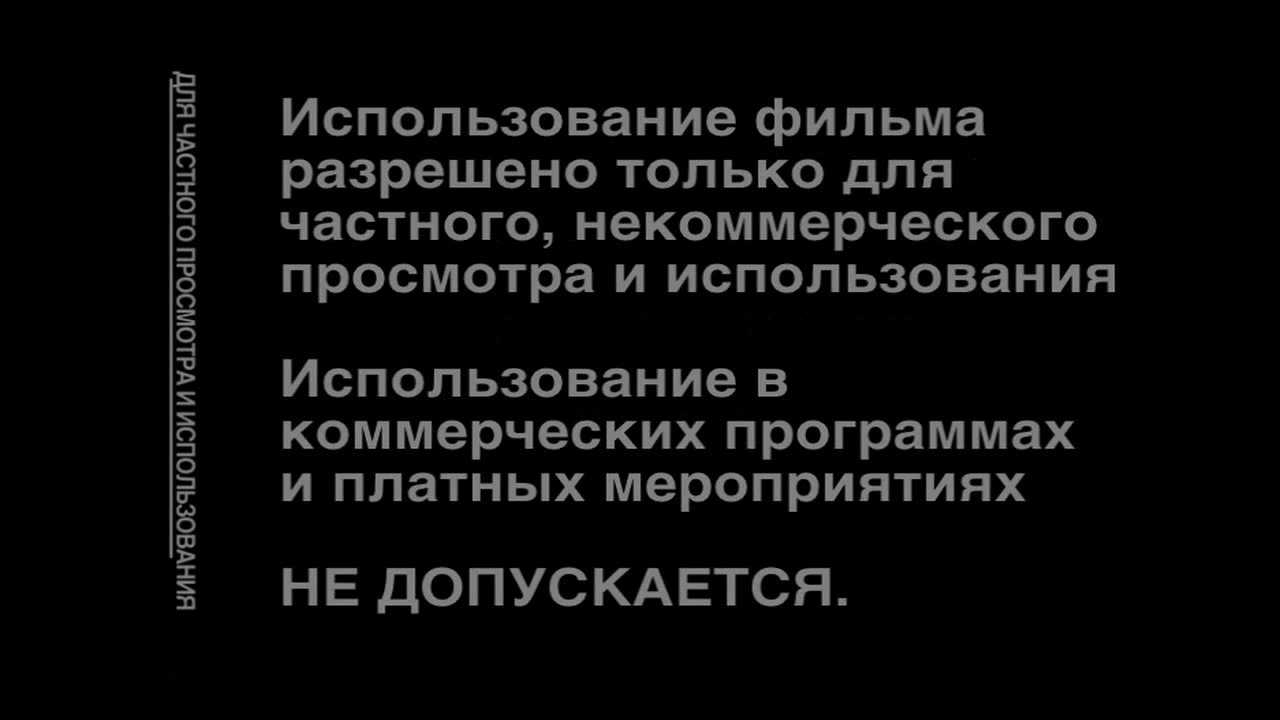 ДЛЯ ЧАСТНОГО ПРОСМОТРА И ИСПОЛЬЗОВАНИЯ
Использование фильма
разрешено только для
частного, некоммерческого
просмотра и использования
Использование в
коммерческих программах
и платных мероприятиях
НЕ ДОПУСКАЕТСЯ.